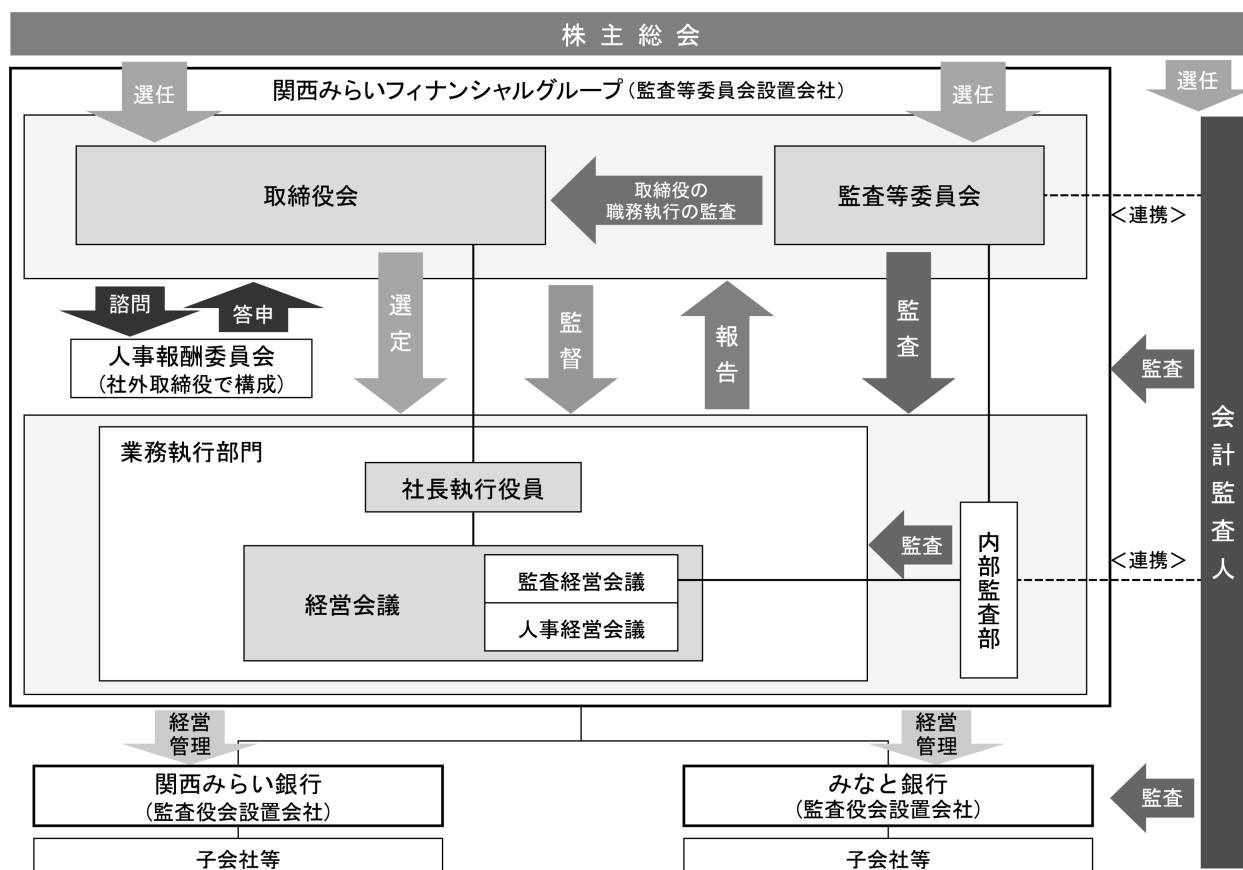 株主総会
選任
関西みらいフィナンシャルグループ(監査等委員会設置会社)
選任
選任
取締役会
取締役の
職務執行の監査
監査等委員会
<連携>
諮問
答申
選定
監督
報告
監査
人事報酬委員会
(社外取締役で構成)
監査
会計監査人
業務執行部門
社長執行役員
経営会議
監査経営会議
人事経営会議
監査
内部監査部
<連携>
経営
管理
経営
管理
関西みらい銀行
(監査役会設置会社)
みなと銀行
(監査役会設置会社)
監査
子会社等
子会社等